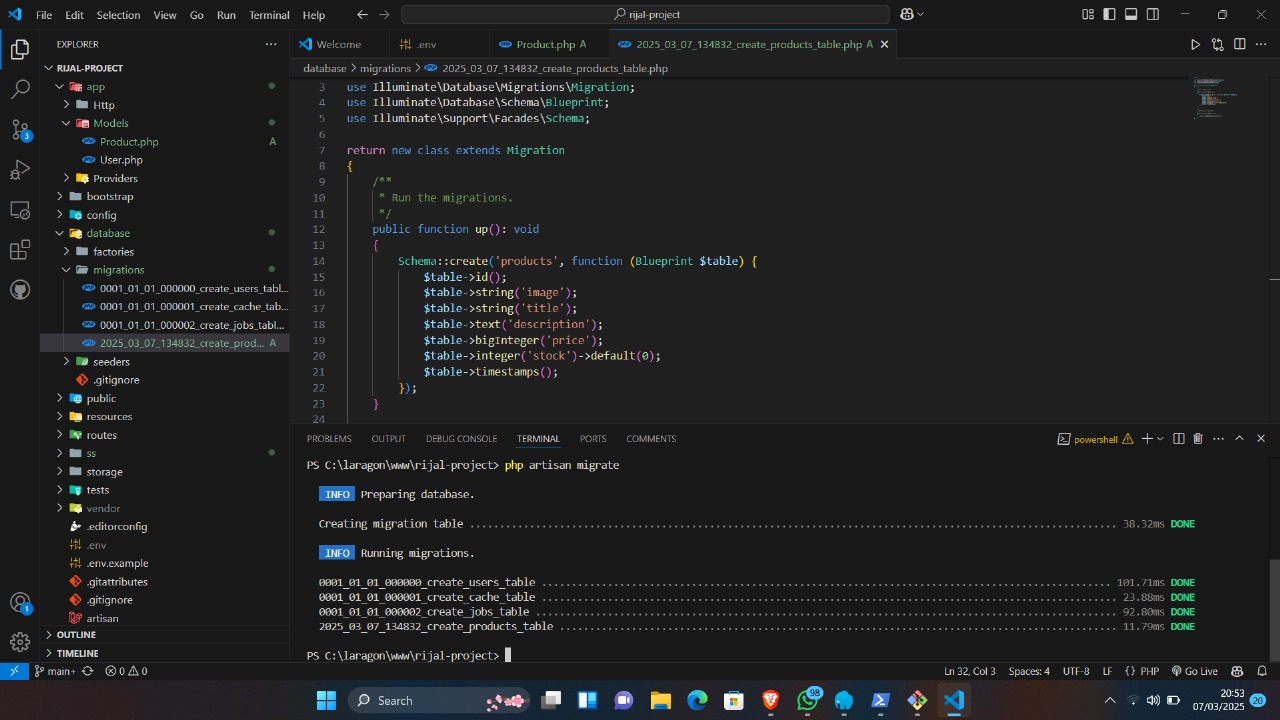 File Edit Selection View Go Run Terminal Help rijal-project
EXPLORER
Welcome .env Product.php A 2025_03_07_134832_create_products_table.php A
RIJAL-PROJECT
app
Http
Models
Product.php A
User.php
Providers
bootstrap
config
database
factories
migrations
0001_01_01_000000_create_users_tabl...
0001_01_01_000001_create_cache_tab...
0001_01_01_000002_create_jobs_tabl...
2025_03_07_134832_create_prod... A
seeders
.gitignore
public
resources
routes
ss
storage
tests
vendor
.editorconfig
.env
.env.example
.gitattributes
.gitignore
artisan
OUTLINE
TIMELINE
3
1
database > migrations > 2025_03_07_134832_create_products_table.php
3 use Illuminate\Database\Migrations\Migration;
4 use Illuminate\Database\Schema\Blueprint;
5 use Illuminate\Support\Facades\Schema;
6
7 return new class extends Migration
8 {
9 /**
10 * Run the migrations.
11 */
12 public function up(): void
13 {
14 Schema::create('products', function (Blueprint $table) {
15 $table->id();
16 $table->string('image');
17 $table->string('title');
18 $table->text('description');
19 $table->bigInteger('price');
20 $table->integer('stock')->default(0);
21 $table->timestamps();
22 });
23 }
24
PROBLEMS OUTPUT DEBUG CONSOLE TERMINAL PORTS COMMENTS powershell
PS C:\laragon\www\rijal-project> php artisan migrate
INFO Preparing database.
Creating migration table ........ 38.32ms DONE
INFO Running migrations.
0001_01_01_000000_create_users_table ........ 101.71ms DONE
0001_01_01_000001_create_cache_table ........ 23.88ms DONE
0001_01_01_000002_create_jobs_table ........ 92.80ms DONE
2025_03_07_134832_create_products_table ........ 11.79ms DONE
PS C:\laragon\www\rijal-project>
main+ 0 0 Ln 32, Col 3 Spaces: 4 UTF-8 LF {} PHP Go Live
Search 98 20:53
07/03/2025 20